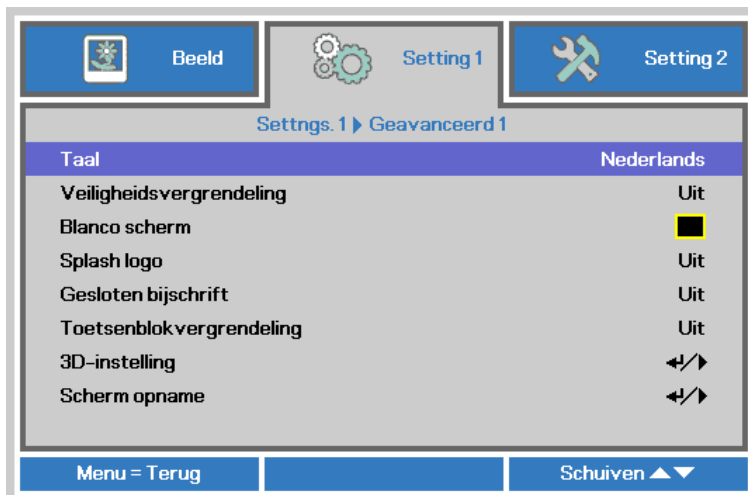 Beeld Setting 1 Setting 2
Settngs. 1 Geavanceerd 1
Taal Nederlands
Veiligheidsvergrendeling Uit
Blanco scherm
Splash logo Uit
Gesloten bijschrift Uit
Toetsenblokvergrendeling Uit
3D-instelling ↵/▶
Scherm opname ↵/▶
Menu = Terug Schuiven ▲▼